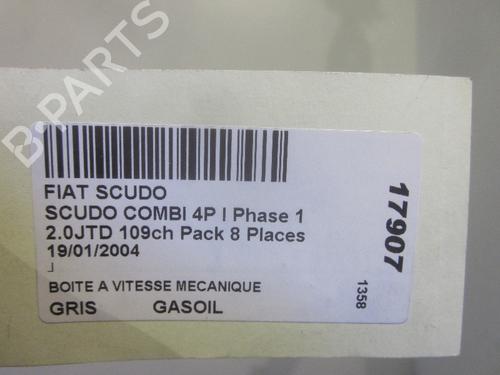 FIAT SCUDO
SCUDO COMBI 4P I Phase 1
2.0JTD 109ch Pack 8 Places
19/01/2004
BOITE A VITESSE MECANIQUE
GRIS GASOIL
17907
1358
B-PARTS